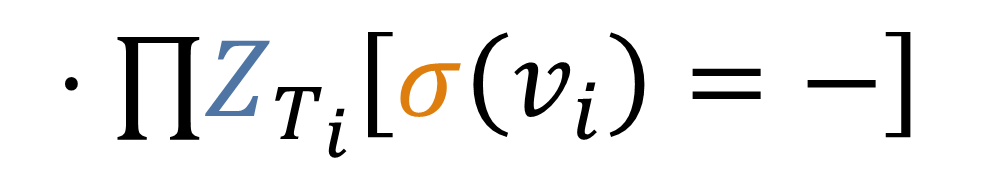 · ∏Z_{T_i}[σ(v_i) = −]